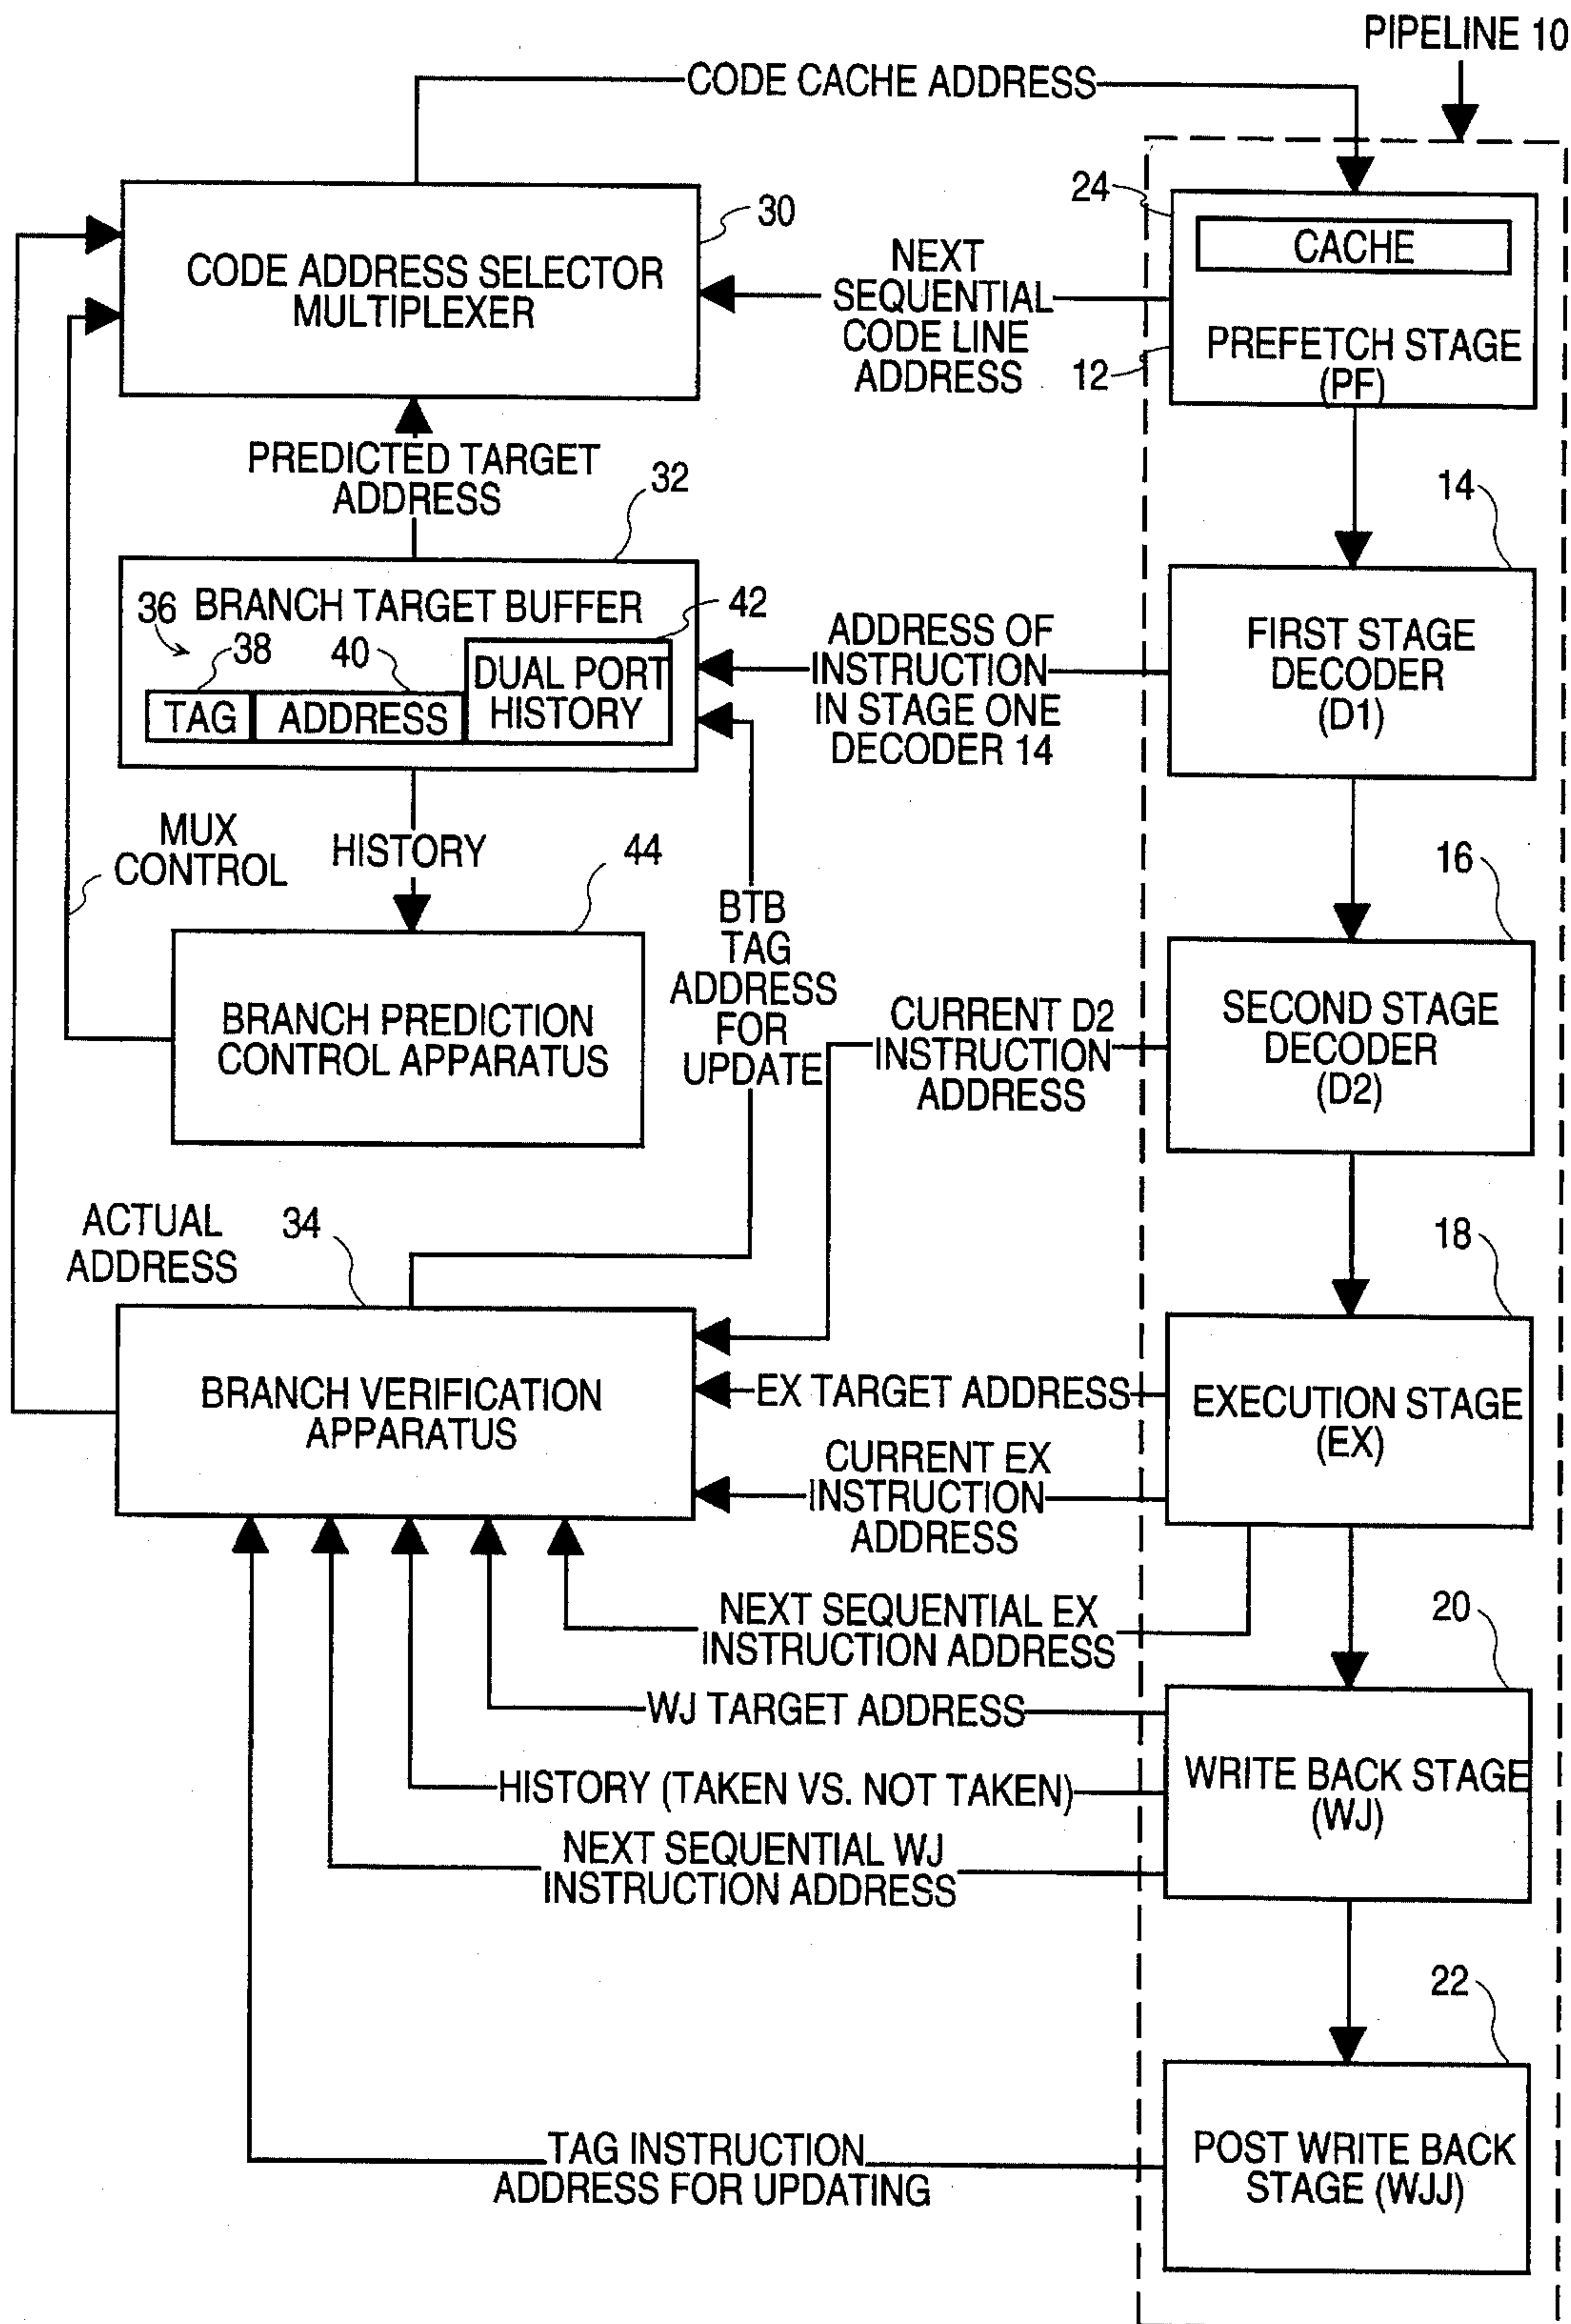 PIPELINE 10
CODE CACHE ADDRESS
24
CACHE
PREFETCH STAGE
(PF)
12
30
CODE ADDRESS SELECTOR
MULTIPLEXER
NEXT
SEQUENTIAL
CODE LINE
ADDRESS
PREDICTED TARGET
ADDRESS
32
14
36
BRANCH TARGET BUFFER
42
38
40
TAG
ADDRESS
DUAL PORT
HISTORY
ADDRESS OF
INSTRUCTION
IN STAGE ONE
DECODER 14
FIRST STAGE
DECODER
(D1)
MUX
CONTROL
HISTORY
44
16
BTB
TAG
ADDRESS
FOR
UPDATE
BRANCH PREDICTION
CONTROL APPARATUS
CURRENT D2
INSTRUCTION
ADDRESS
SECOND STAGE
DECODER
(D2)
ACTUAL
ADDRESS
34
18
BRANCH VERIFICATION
APPARATUS
EX TARGET ADDRESS
EXECUTION STAGE
(EX)
CURRENT EX
INSTRUCTION
ADDRESS
NEXT SEQUENTIAL EX
INSTRUCTION ADDRESS
20
WJ TARGET ADDRESS
WRITE BACK STAGE
(WJ)
HISTORY (TAKEN VS. NOT TAKEN)
NEXT SEQUENTIAL WJ
INSTRUCTION ADDRESS
22
TAG INSTRUCTION
ADDRESS FOR UPDATING
POST WRITE BACK
STAGE (WJJ)